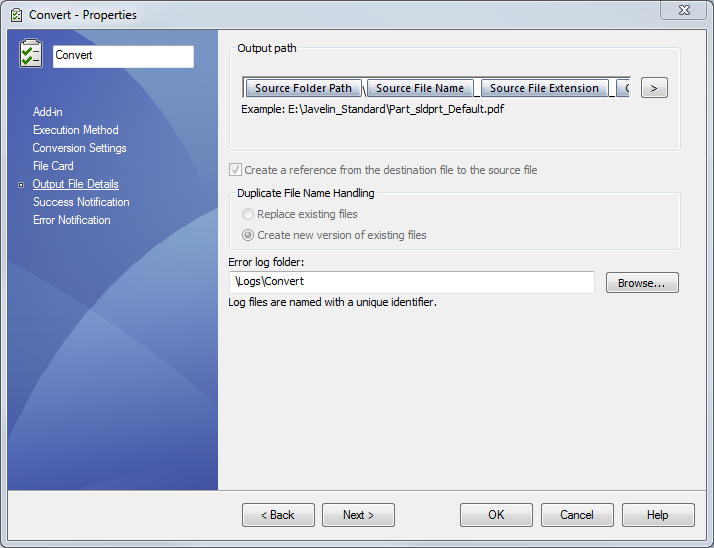 Convert - Properties
Convert
Add-in
Execution Method
Conversion Settings
File Card
Output File Details
Success Notification
Error Notification
Output path
Source Folder Path \ Source File Name _ Source File Extension _
>
Example: E:\Javelin_Standard\Part_sldprt_Default.pdf
Create a reference from the destination file to the source file
Duplicate File Name Handling
Replace existing files
Create new version of existing files
Error log folder:
\Logs\Convert
Browse...
Log files are named with a unique identifier.
< Back
Next >
OK
Cancel
Help